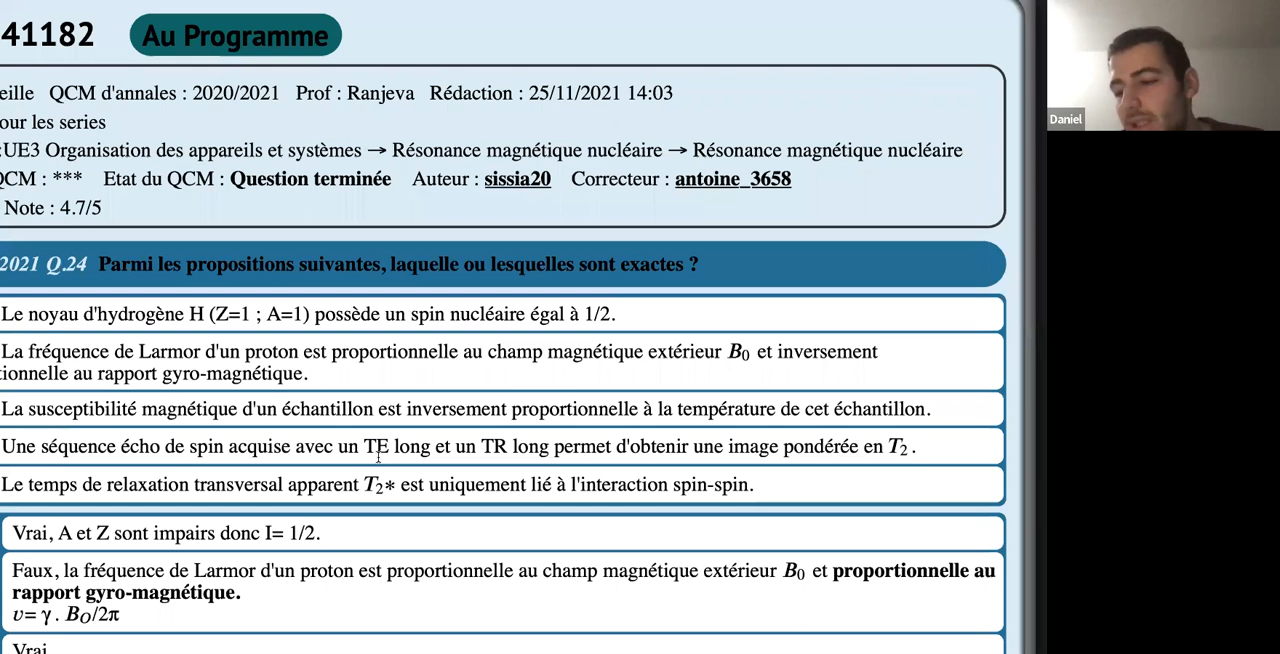 41182 Au Programme
eille QCM d'annales : 2020/2021 Prof : Ranjeva Rédaction : 25/11/2021 14:03
our les series
:UE3 Organisation des appareils et systèmes → Résonance magnétique nucléaire → Résonance magnétique nucléaire
QCM : *** Etat du QCM : Question terminée Auteur : sissia20 Correcteur : antoine_3658
Note : 4.7/5
2021 Q.24 Parmi les propositions suivantes, laquelle ou lesquelles sont exactes ?
Le noyau d'hydrogène H (Z=1 ; A=1) possède un spin nucléaire égal à 1/2.
La fréquence de Larmor d'un proton est proportionnelle au champ magnétique extérieur B₀ et inversement
tionnelle au rapport gyro-magnétique.
La susceptibilité magnétique d'un échantillon est inversement proportionnelle à la température de cet échantillon.
Une séquence écho de spin acquise avec un TE long et un TR long permet d'obtenir une image pondérée en T₂ .
Le temps de relaxation transversal apparent T₂* est uniquement lié à l'interaction spin-spin.
Vrai, A et Z sont impairs donc I= 1/2.
Faux, la fréquence de Larmor d'un proton est proportionnelle au champ magnétique extérieur B₀ et proportionnelle au
rapport gyro-magnétique.
υ= γ . B_O/2π
Vrai
Daniel